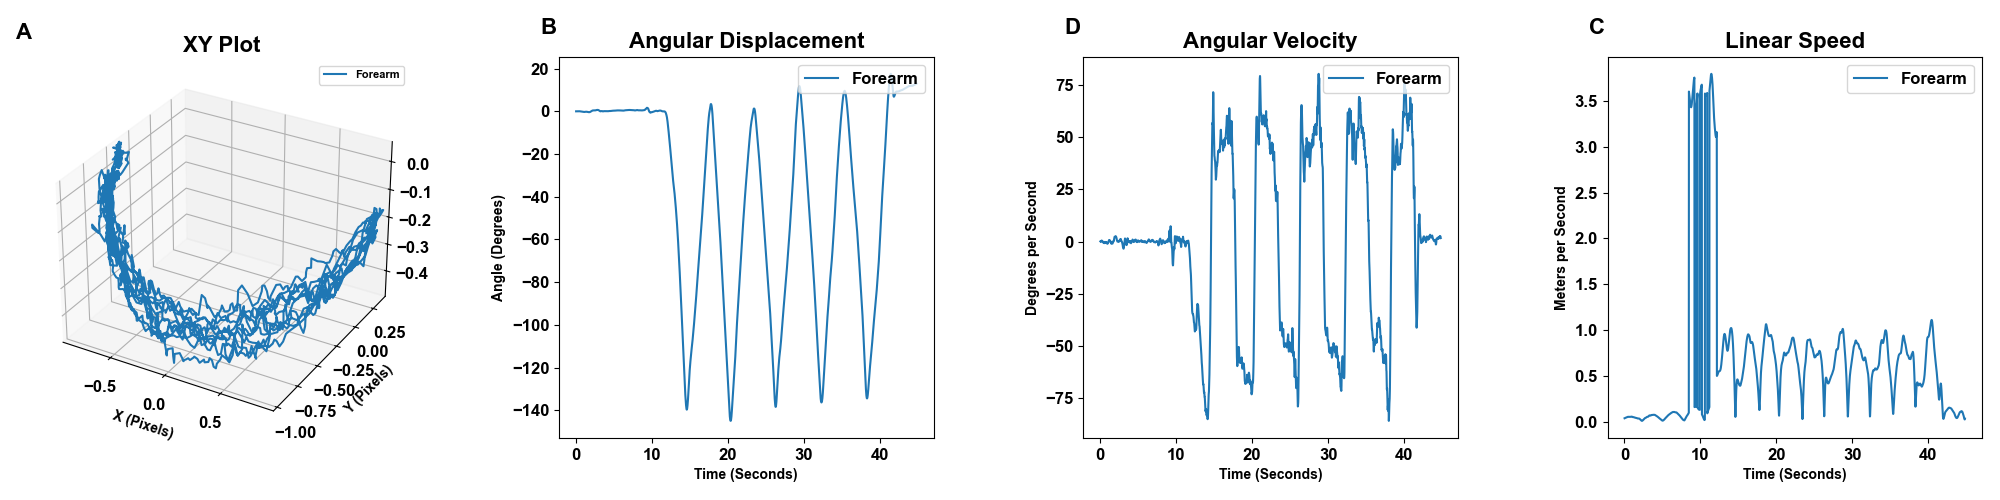 A
XY Plot
Forearm
0.0
−0.1
−0.2
−0.3
−0.4
0.25
0.00
−0.25
−0.50
−0.75
−1.00
Y (Pixels)
−0.5
0.0
0.5
X (Pixels)
B
Angular Displacement
Forearm
20
0
−20
−40
−60
−80
−100
−120
−140
Angle (Degrees)
0 10 20 30 40
Time (Seconds)
D
Angular Velocity
Forearm
75
50
25
0
−25
−50
−75
Degrees per Second
0 10 20 30 40
Time (Seconds)
C
Linear Speed
Forearm
3.5
3.0
2.5
2.0
1.5
1.0
0.5
0.0
Meters per Second
0 10 20 30 40
Time (Seconds)